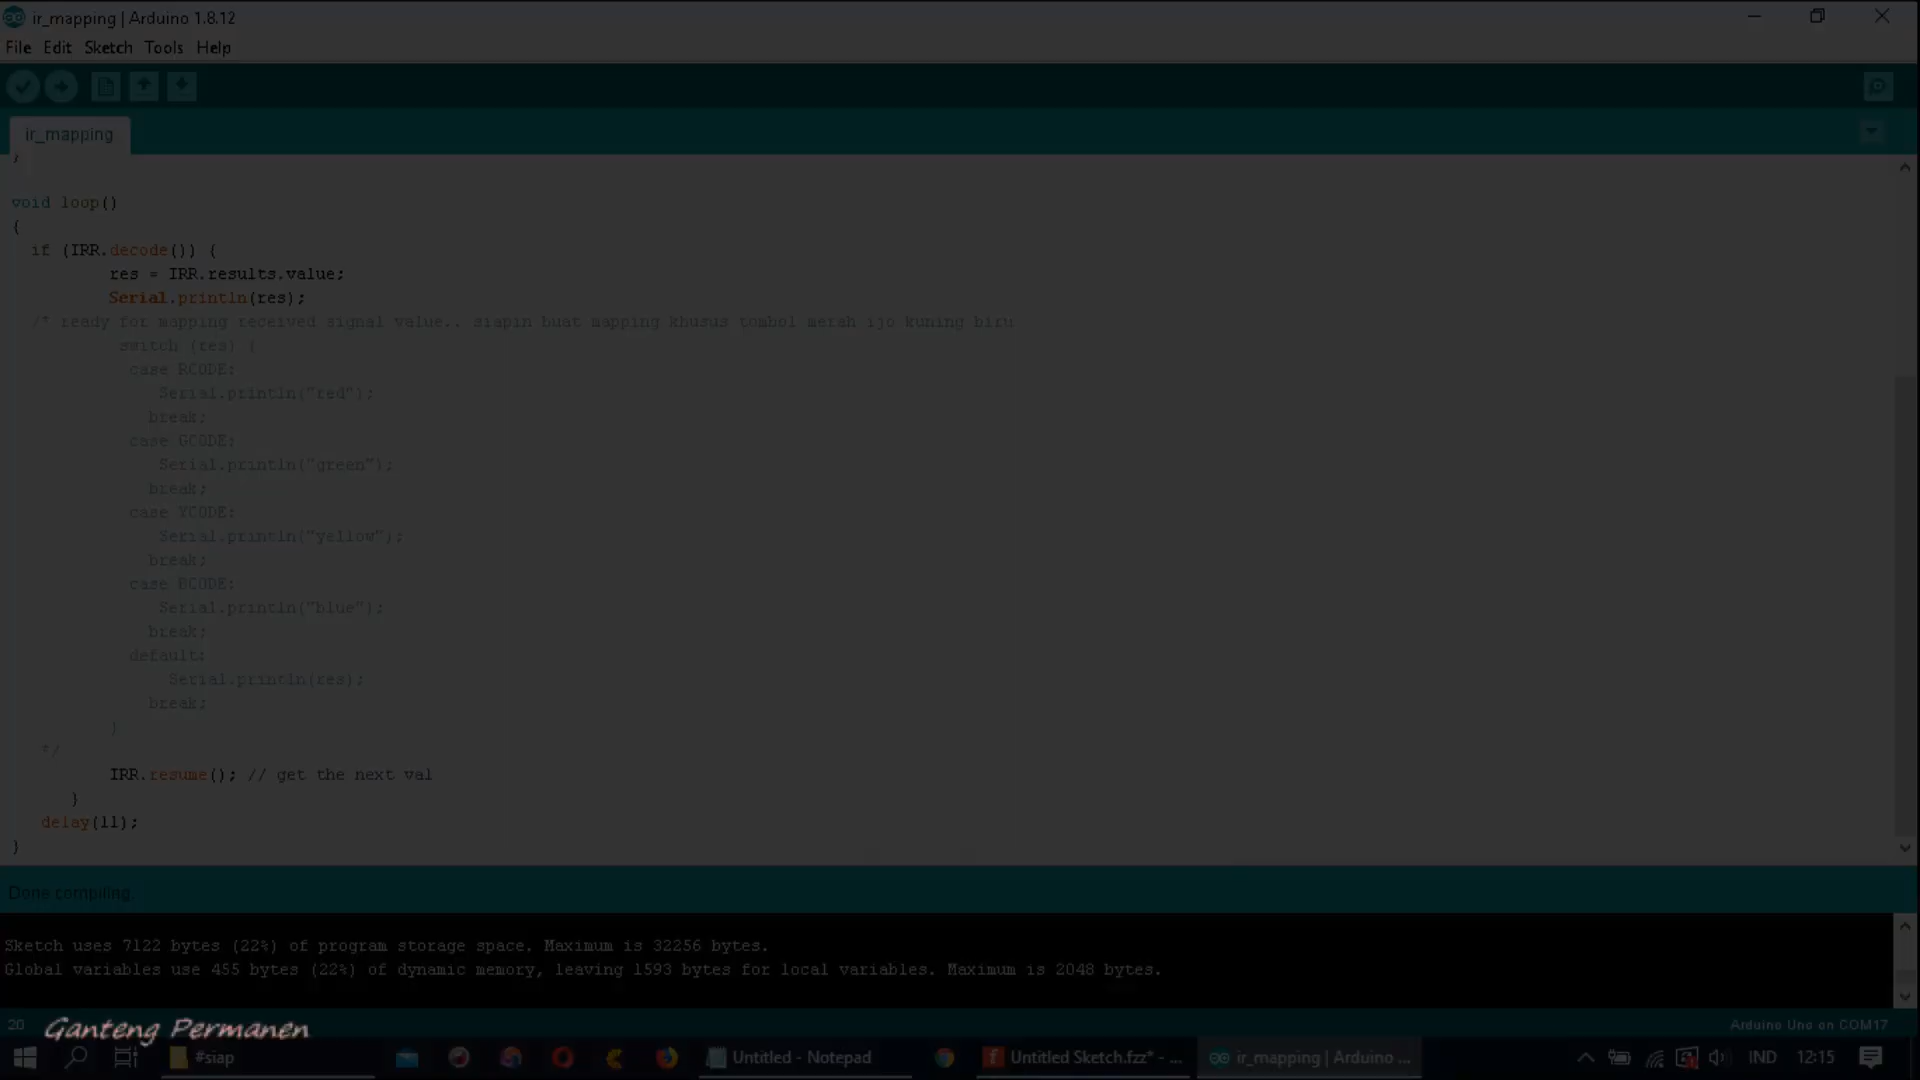 ir_mapping | Arduino 1.8.12
File Edit Sketch Tools Help
ir_mapping
}
void loop()
{
if (IRR.decode()) {
res = IRR.results.value;
Serial.println(res);
/* ready for mapping received signal value.. siapin buat mapping khusus tombol merah ijo kuning biru
switch (res) {
case RCODE:
Serial.println("red");
break;
case GCODE:
Serial.println("green");
break;
case YCODE:
Serial.println("yellow");
break;
case BCODE:
Serial.println("blue");
break;
default:
Serial.println(res);
break;
}
*/
IRR.resume(); // get the next val
}
delay(11);
}
Done compiling.
Sketch uses 7122 bytes (22%) of program storage space. Maximum is 32256 bytes.
Global variables use 455 bytes (22%) of dynamic memory, leaving 1593 bytes for local variables. Maximum is 2048 bytes.
20 Ganteng Permanen Arduino Uno on COM17
#siap Untitled - Notepad Untitled Sketch.fzz* - ... ir_mapping | Arduino ... IND 12:15